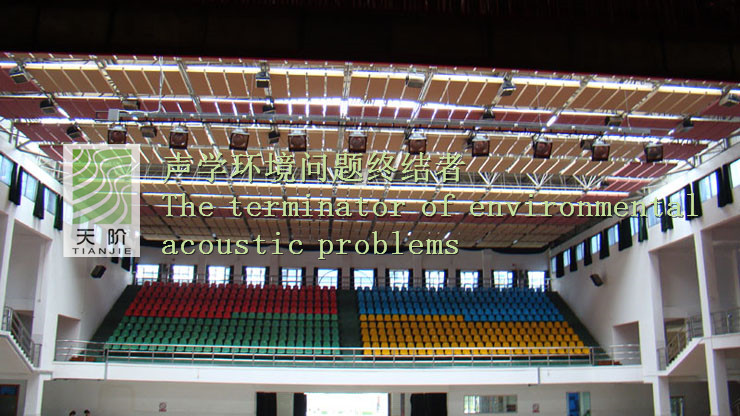 声学环境问题终结者
The terminator of environmental
acoustic problems
天阶
TIANJIE